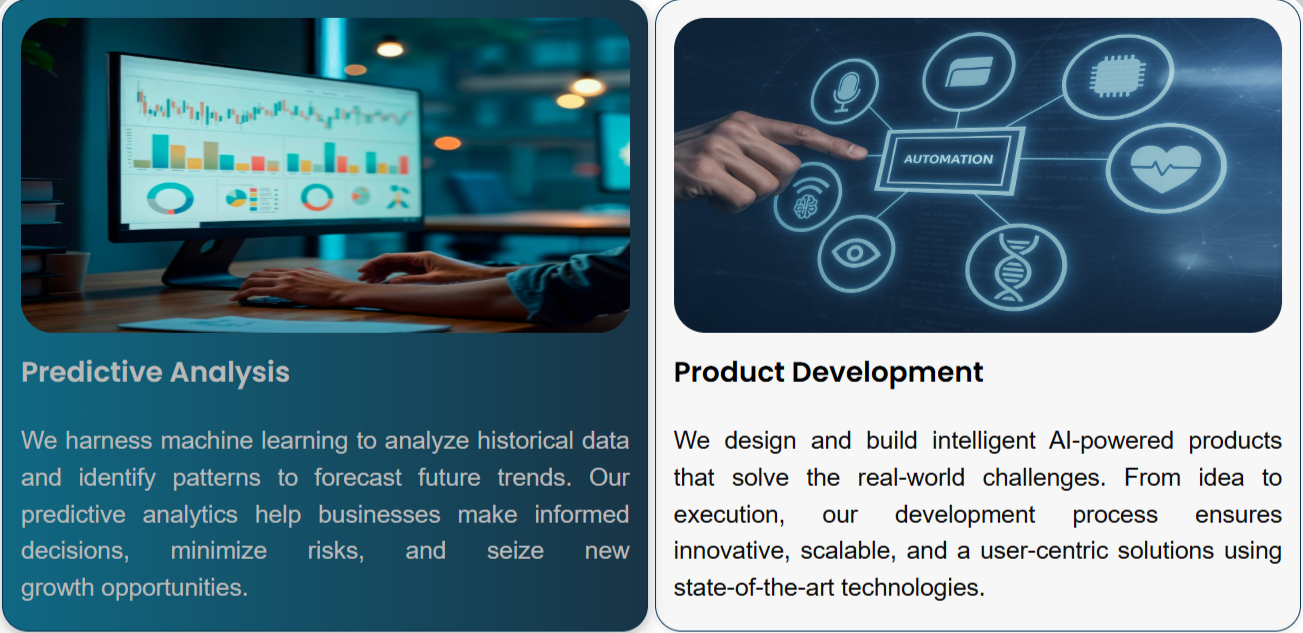 Predictive Analysis
We harness machine learning to analyze historical data
and identify patterns to forecast future trends. Our
predictive analytics help businesses make informed
decisions, minimize risks, and seize new
growth opportunities.
AUTOMATION
Product Development
We design and build intelligent AI-powered products
that solve the real-world challenges. From idea to
execution, our development process ensures
innovative, scalable, and a user-centric solutions using
state-of-the-art technologies.